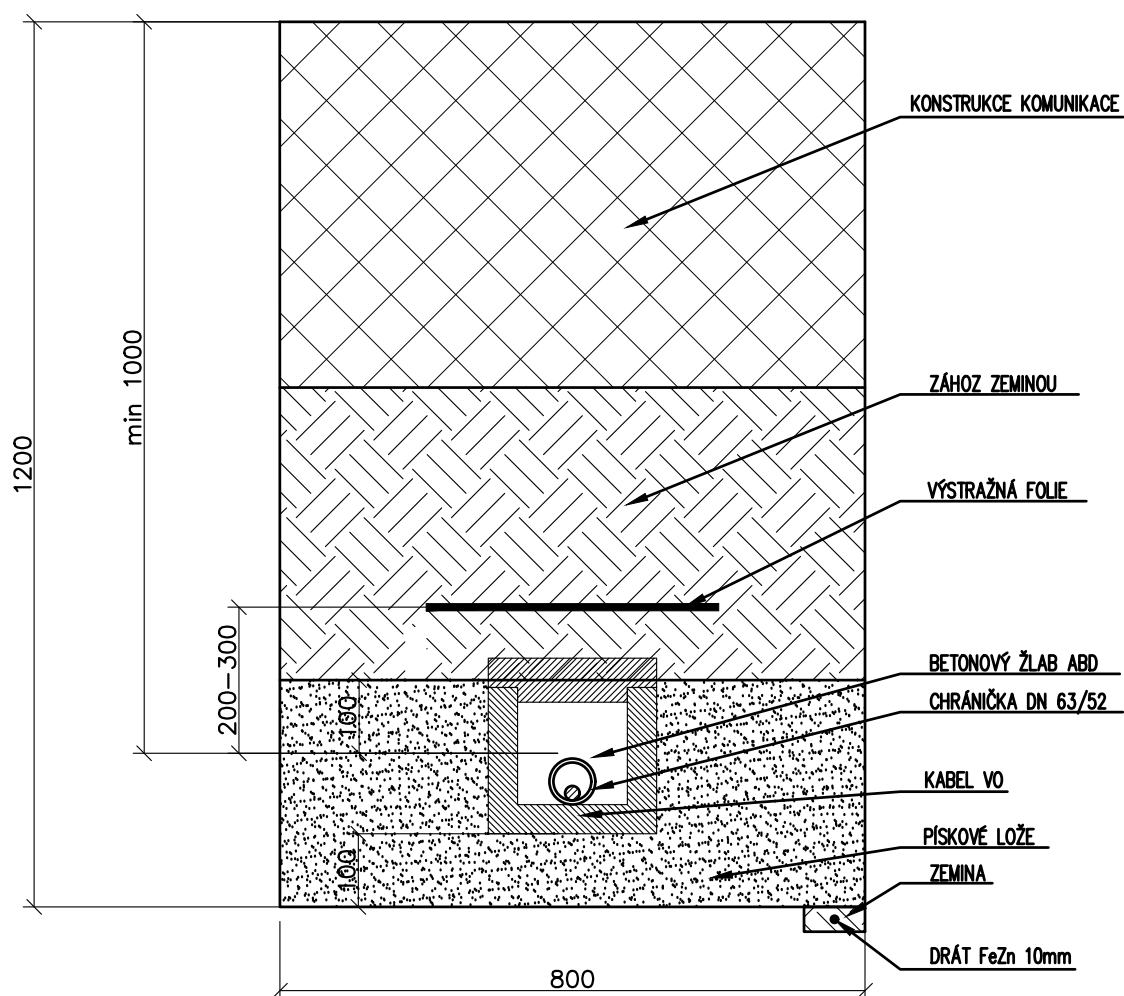 KONSTRUKCE KOMUNIKACE
ZÁHOZ ZEMINOU
VÝSTRAŽNÁ FOLIE
BETONOVÝ ŽLAB ABD
CHRÁNIČKA DN 63/52
KABEL VO
PÍSKOVÉ LOŽE
ZEMINA
DRÁT FeZn 10mm
1200
min 1000
200-300
100
100
800